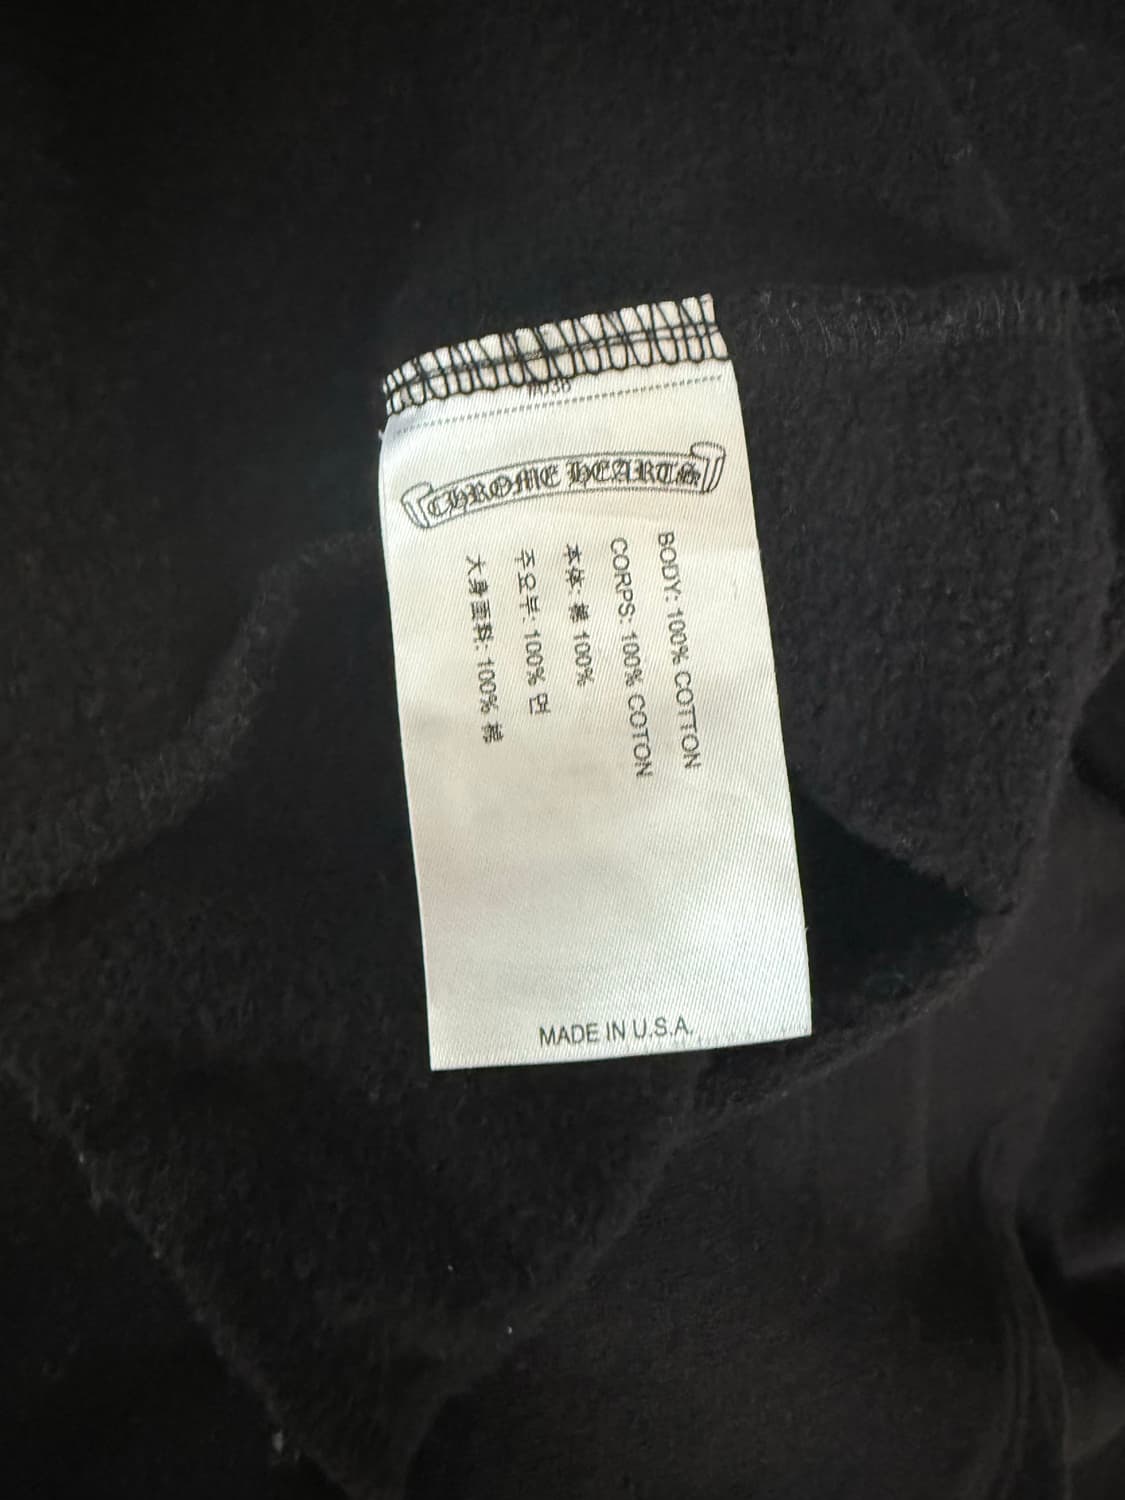 CHROME HEARTS
BODY: 100% COTTON
CORPS: 100% COTON
本体: 綿 100%
주요부: 100% 면
大身面料: 100% 棉
MADE IN U.S.A.